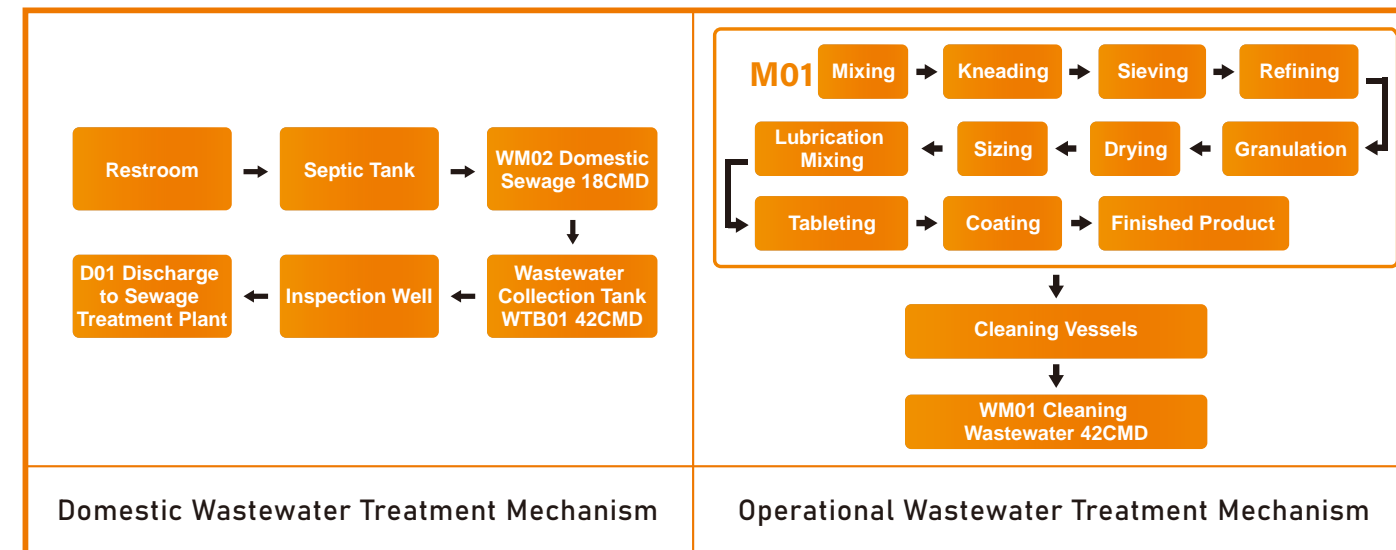 Restroom
Septic Tank
WM02 Domestic
Sewage 18CMD
D01 Discharge
to Sewage
Treatment Plant
Inspection Well
Wastewater
Collection Tank
WTB01 42CMD
Domestic Wastewater Treatment Mechanism
M01
Mixing
Kneading
Sieving
Refining
Lubrication
Mixing
Sizing
Drying
Granulation
Tableting
Coating
Finished Product
Cleaning Vessels
WM01 Cleaning
Wastewater 42CMD
Operational Wastewater Treatment Mechanism